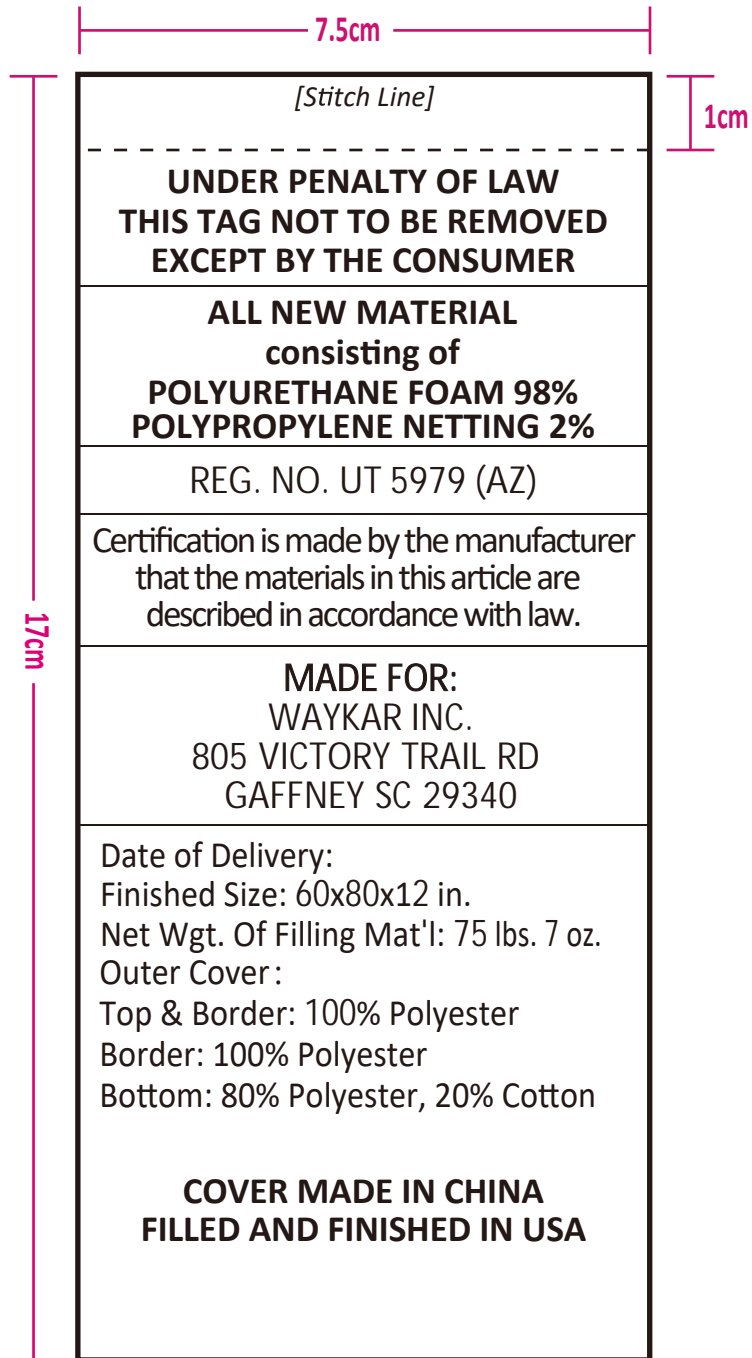 7.5cm
[Stitch Line]
1cm
UNDER PENALTY OF LAW
THIS TAG NOT TO BE REMOVED
EXCEPT BY THE CONSUMER
ALL NEW MATERIAL
consisting of
POLYURETHANE FOAM 98%
POLYPROPYLENE NETTING 2%
REG. NO. UT 5979 (AZ)
Certification is made by the manufacturer
that the materials in this article are
described in accordance with law.
17cm
MADE FOR:
WAYKAR INC.
805 VICTORY TRAIL RD
GAFFNEY SC 29340
Date of Delivery:
Finished Size: 60x80x12 in.
Net Wgt. Of Filling Mat'l: 75 lbs. 7 oz.
Outer Cover:
Top & Border: 100% Polyester
Border: 100% Polyester
Bottom: 80% Polyester, 20% Cotton
COVER MADE IN CHINA
FILLED AND FINISHED IN USA